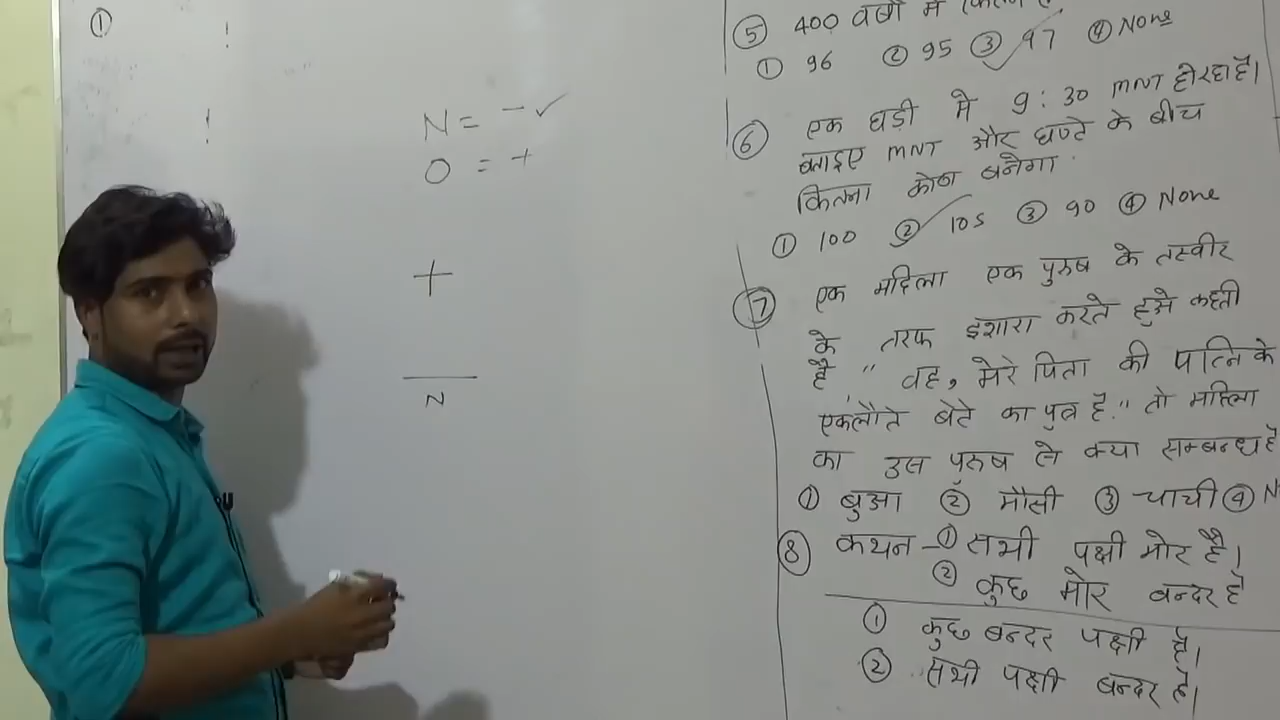 ①
N = - ✓
O = +
+
N
⑤ 400 वर्षो में
① 96 ② 95 ③ ✓ 97 ④ None
⑥ एक घड़ी मे 9 : 30 MNT हो रहा है।
बताइए MNT और घण्टे के बीच
कितना कोण बनेगा
① 100 ② ✓ 105 ③ 90 ④ None
⑦ एक महिला एक पुरुष के तस्वीर
के तरफ इशारा करते हुऐ कहती
है " वह, मेरे पिता की पत्नि के
एकलौते बेटे का पुत्र है." तो महिला
का उस पुरुष से क्या सम्बन्ध है
① बुआ ② मौसी ③ चाची ④ N
⑧ कथन - ① सभी पक्षी मोर है।
② कुछ मोर बन्दर है
① कुछ बन्दर पक्षी है।
② सभी पक्षी बन्दर है।